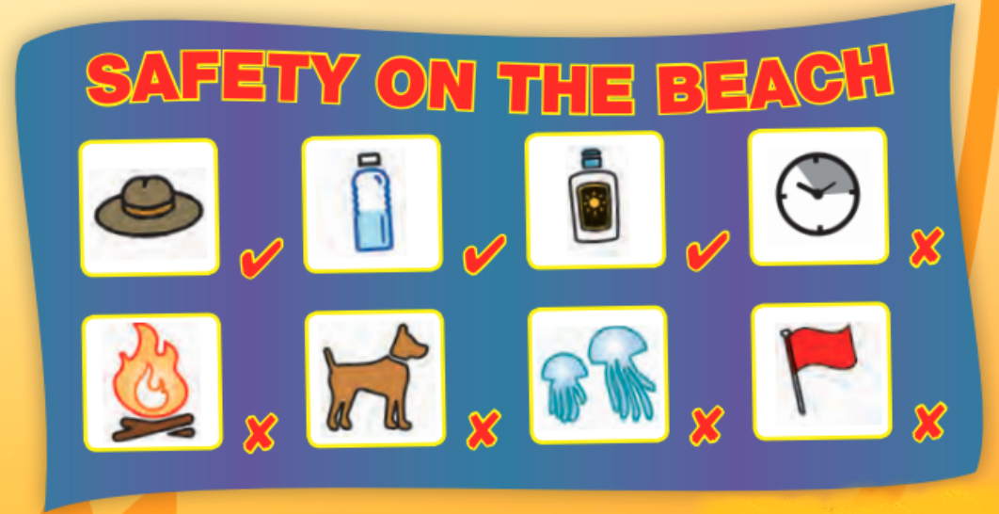 SAFETY ON THE BEACH